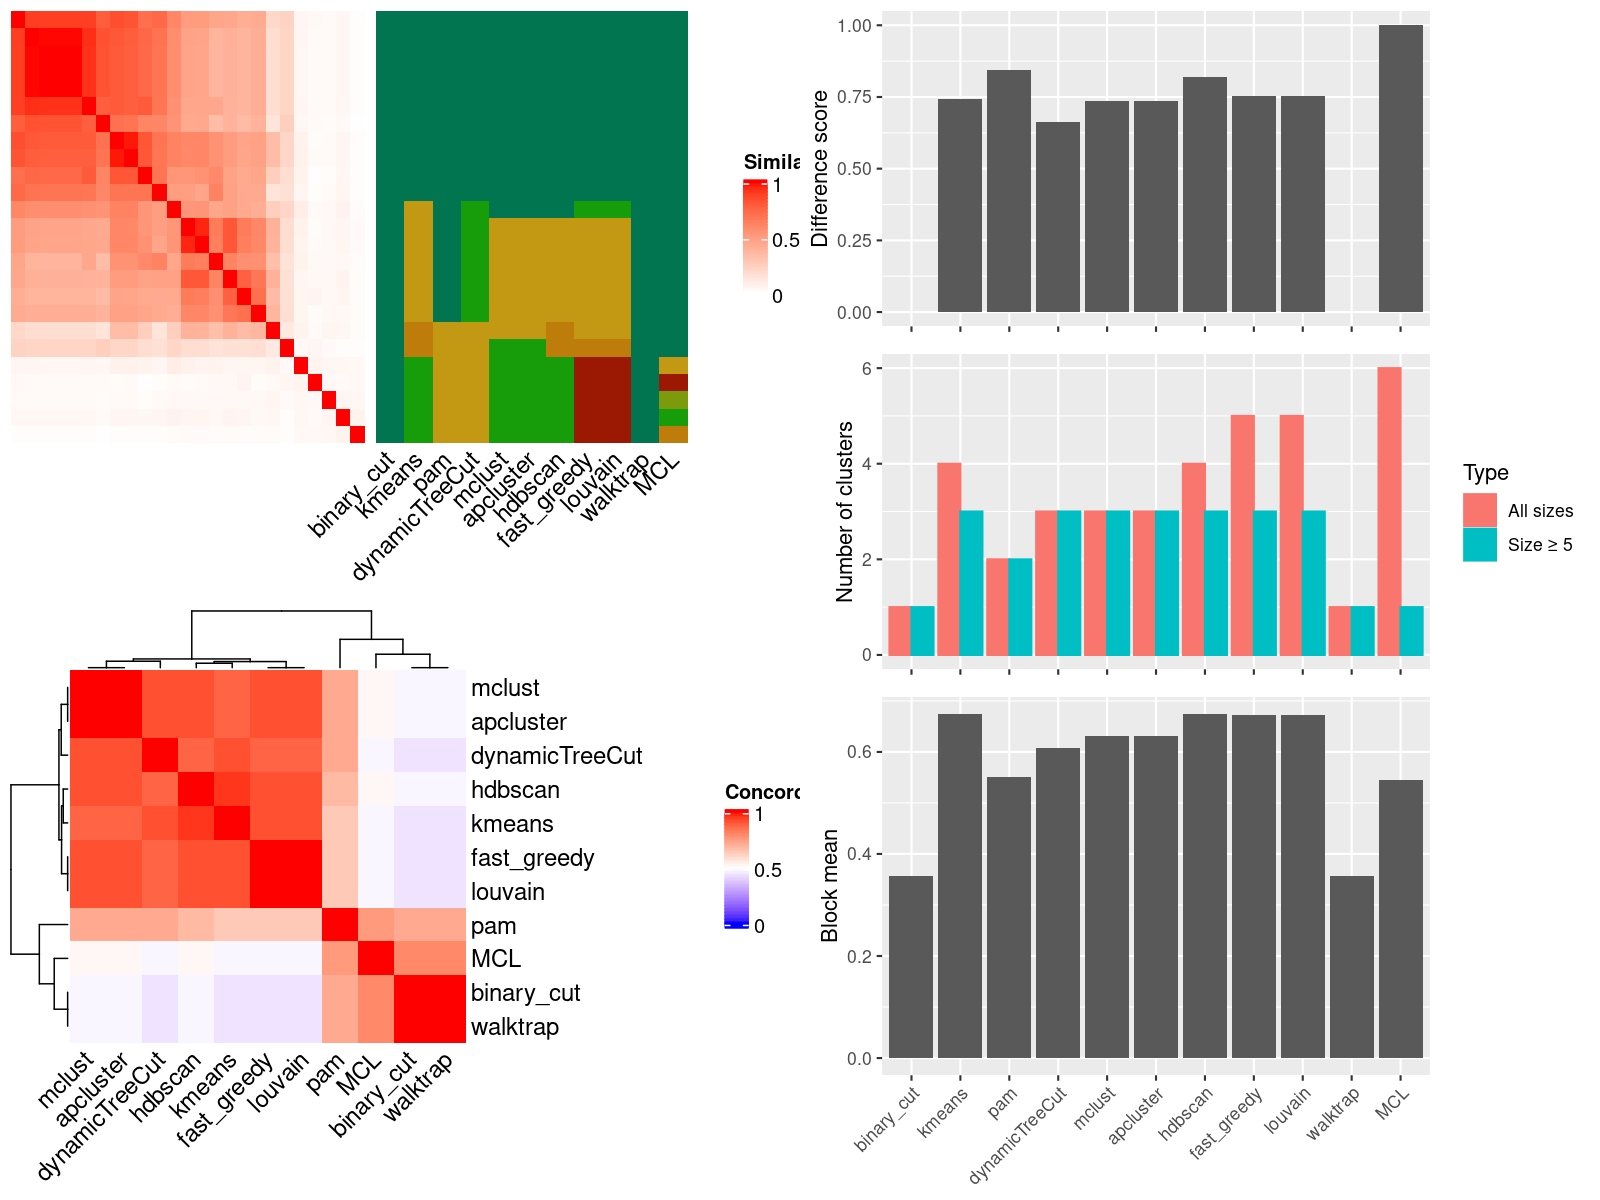 Simila
1
0.5
0
binary_cut
kmeans
pam
dynamicTreeCut
mclust
apcluster
hdbscan
fast_greedy
louvain
walktrap
MCL
mclust
apcluster
dynamicTreeCut
hdbscan
kmeans
fast_greedy
louvain
pam
MCL
binary_cut
walktrap
Concord
1
0.5
0
mclust
apcluster
dynamicTreeCut
hdbscan
kmeans
fast_greedy
louvain
pam
MCL
binary_cut
walktrap
Difference score
1.00
0.75
0.50
0.25
0.00
Number of clusters
6
4
2
0
Type
All sizes
Size ≥ 5
Block mean
0.6
0.4
0.2
0.0
binary_cut
kmeans
pam
dynamicTreeCut
mclust
apcluster
hdbscan
fast_greedy
louvain
walktrap
MCL